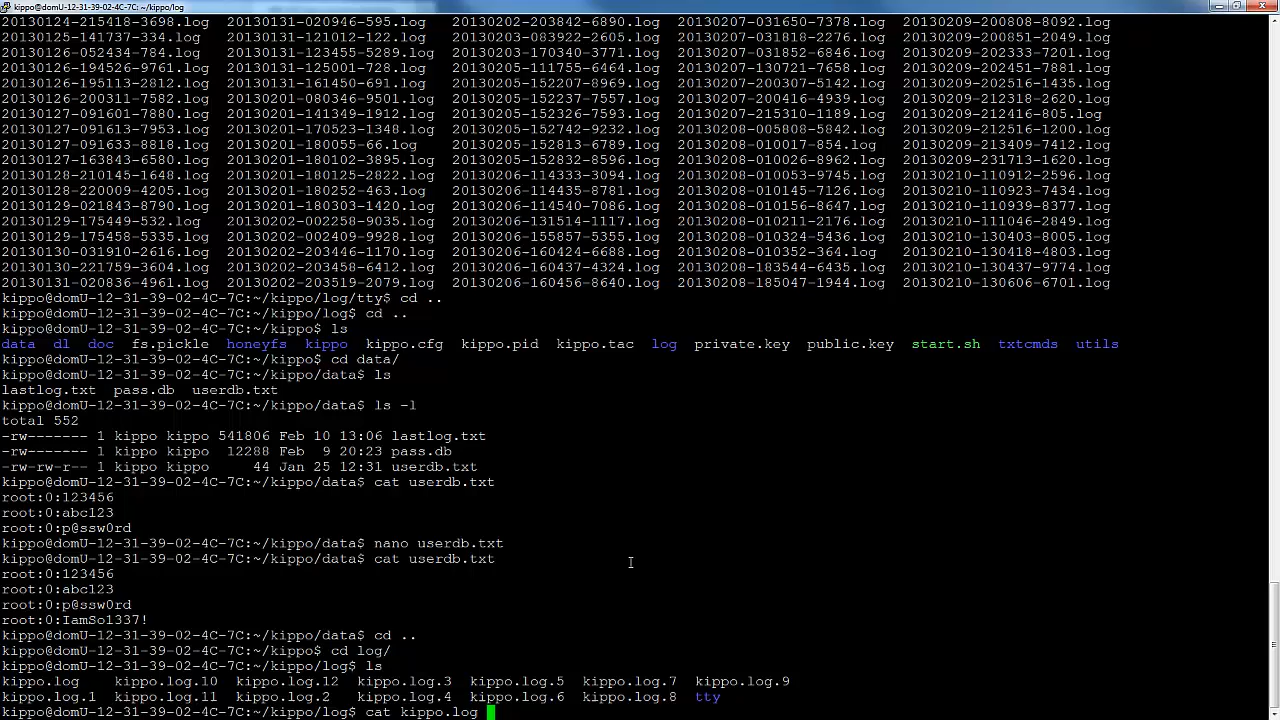 kippo@domU-12-31-39-02-4C-7C: ~/kippo/log
20130124-215418-3698.log 20130131-020946-595.log 20130202-203548-6890.log 20130207-031650-7378.log 20130209-200808-8092.log
20130125-141737-334.log 20130131-121012-122.log 20130203-083922-2605.log 20130207-031818-2276.log 20130209-200851-2049.log
20130126-052434-784.log 20130131-123455-5289.log 20130203-170340-3771.log 20130207-031852-6846.log 20130209-202333-7201.log
20130126-194526-9761.log 20130131-125001-728.log 20130205-111755-6464.log 20130207-130721-7658.log 20130209-202451-7881.log
20130126-195113-2812.log 20130131-161450-691.log 20130205-152207-8969.log 20130207-200307-5142.log 20130209-202516-1435.log
20130126-200311-7582.log 20130201-080346-9501.log 20130205-152237-7557.log 20130207-200416-4939.log 20130209-212318-2620.log
20130127-091601-7880.log 20130201-141349-1912.log 20130205-152326-7593.log 20130207-215310-1189.log 20130209-212416-805.log
20130127-091613-7953.log 20130201-170523-1348.log 20130205-152742-9232.log 20130208-005808-5842.log 20130209-212516-1200.log
20130127-091633-8818.log 20130201-180055-66.log 20130205-152813-6789.log 20130208-010017-854.log 20130209-213409-7412.log
20130127-163843-6580.log 20130201-180102-3895.log 20130205-152832-8596.log 20130208-010026-8962.log 20130209-231713-1620.log
20130128-210145-1648.log 20130201-180125-2822.log 20130206-114333-3094.log 20130208-010053-9745.log 20130210-110912-2596.log
20130128-220009-4205.log 20130201-180252-463.log 20130206-114435-8781.log 20130208-010145-7126.log 20130210-110923-7434.log
20130129-021843-8790.log 20130201-180303-1420.log 20130206-114540-7086.log 20130208-010156-8647.log 20130210-110939-8377.log
20130129-175449-532.log 20130202-002258-9035.log 20130206-131514-1117.log 20130208-010211-2176.log 20130210-111046-2849.log
20130129-175458-5335.log 20130202-002409-9928.log 20130206-155857-5355.log 20130208-010324-5436.log 20130210-130403-8005.log
20130130-031910-2616.log 20130202-203446-1170.log 20130206-160424-6688.log 20130208-010352-364.log 20130210-130418-4803.log
20130130-221759-3604.log 20130202-203458-6412.log 20130206-160437-4324.log 20130208-183544-6435.log 20130210-130437-9774.log
20130131-020836-4961.log 20130202-203519-2079.log 20130206-160456-8640.log 20130208-185047-1944.log 20130210-130606-6701.log
kippo@domU-12-31-39-02-4C-7C:~/kippo/log/tty$ cd ..
kippo@domU-12-31-39-02-4C-7C:~/kippo/log$ cd ..
kippo@domU-12-31-39-02-4C-7C:~/kippo$ ls
data dl doc fs.pickle honeyfs kippo kippo.cfg kippo.pid kippo.tac log private.key public.key start.sh txtcmds utils
kippo@domU-12-31-39-02-4C-7C:~/kippo$ cd data/
kippo@domU-12-31-39-02-4C-7C:~/kippo/data$ ls
lastlog.txt pass.db userdb.txt
kippo@domU-12-31-39-02-4C-7C:~/kippo/data$ ls -l
total 552
-rw------- 1 kippo kippo 541806 Feb 10 13:06 lastlog.txt
-rw------- 1 kippo kippo 12288 Feb 9 20:23 pass.db
-rw-rw-r-- 1 kippo kippo 44 Jan 25 12:31 userdb.txt
kippo@domU-12-31-39-02-4C-7C:~/kippo/data$ cat userdb.txt
root:0:123456
root:0:abc123
root:0:p@ssw0rd
kippo@domU-12-31-39-02-4C-7C:~/kippo/data$ nano userdb.txt
kippo@domU-12-31-39-02-4C-7C:~/kippo/data$ cat userdb.txt
root:0:123456
root:0:abc123
root:0:p@ssw0rd
root:0:IamSo1337!
kippo@domU-12-31-39-02-4C-7C:~/kippo/data$ cd ..
kippo@domU-12-31-39-02-4C-7C:~/kippo$ cd log/
kippo@domU-12-31-39-02-4C-7C:~/kippo/log$ ls
kippo.log kippo.log.10 kippo.log.12 kippo.log.3 kippo.log.5 kippo.log.7 kippo.log.9
kippo.log.1 kippo.log.11 kippo.log.2 kippo.log.4 kippo.log.6 kippo.log.8 tty
kippo@domU-12-31-39-02-4C-7C:~/kippo/log$ cat kippo.log